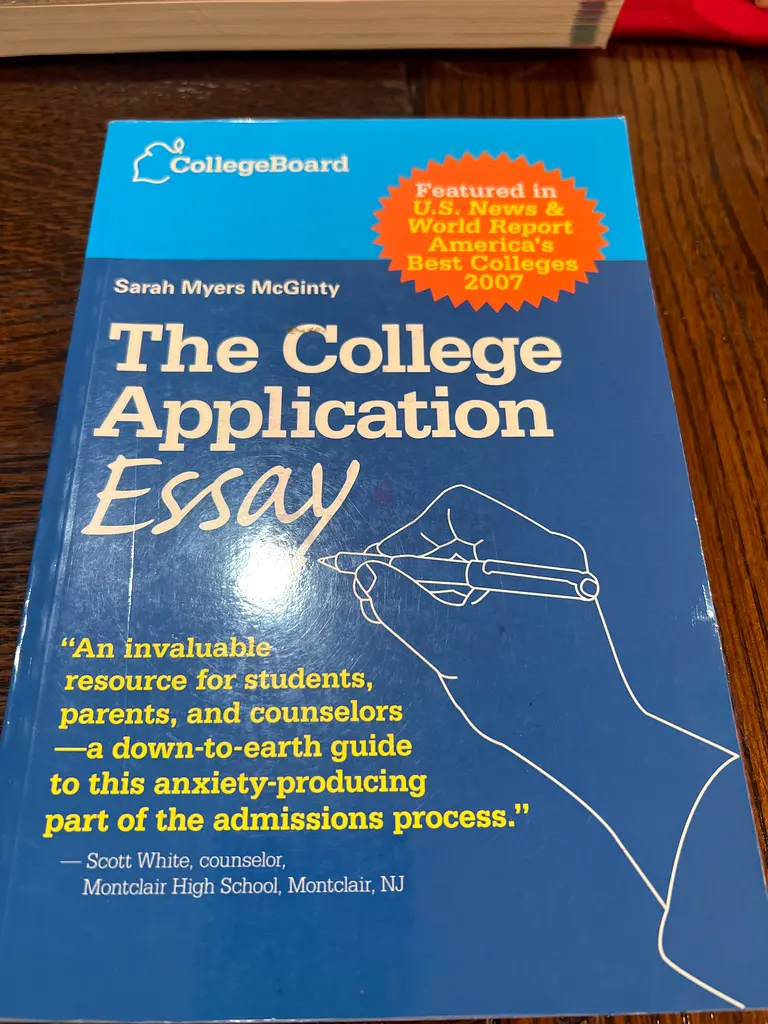 CollegeBoard
Featured in
U.S. News &
World Report
America's
Best Colleges
2007
Sarah Myers McGinty
The College
Application
Essay
“An invaluable
resource for students,
parents, and counselors
—a down-to-earth guide
to this anxiety-producing
part of the admissions process.”
— Scott White, counselor,
Montclair High School, Montclair, NJ